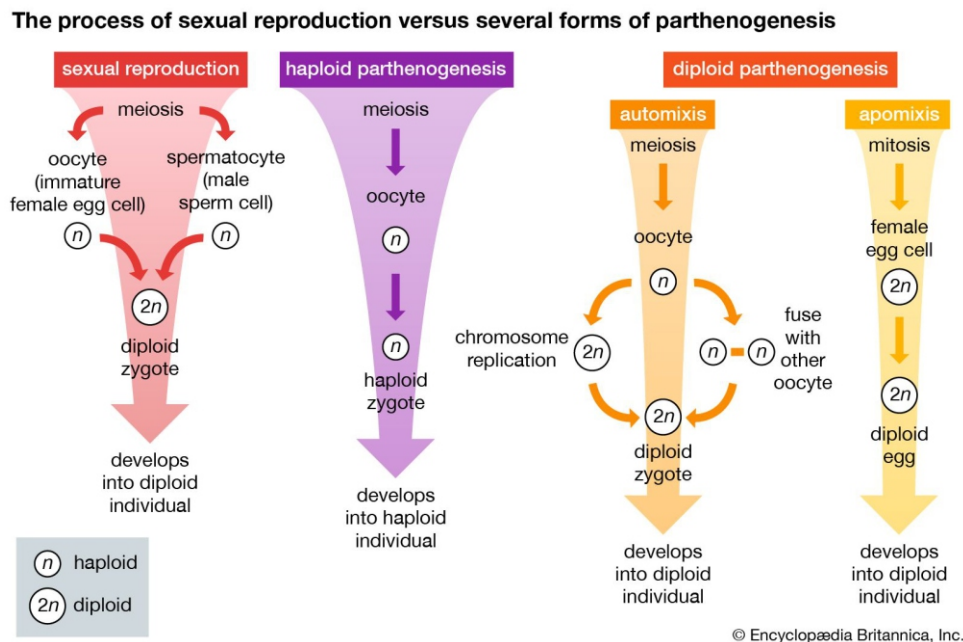 The process of sexual reproduction versus several forms of parthenogenesis
sexual reproduction
meiosis
oocyte
(immature
female egg cell)
n
spermatocyte
(male
sperm cell)
n
2n
diploid
zygote
develops
into diploid
individual
haploid parthenogenesis
meiosis
oocyte
n
n
haploid
zygote
develops
into haploid
individual
diploid parthenogenesis
automixis
meiosis
oocyte
n
chromosome
replication
2n
n
n
fuse
with
other
oocyte
2n
diploid
zygote
develops
into diploid
individual
apomixis
mitosis
female
egg cell
2n
2n
diploid
egg
develops
into diploid
individual
n haploid
2n diploid
© Encyclopædia Britannica, Inc.